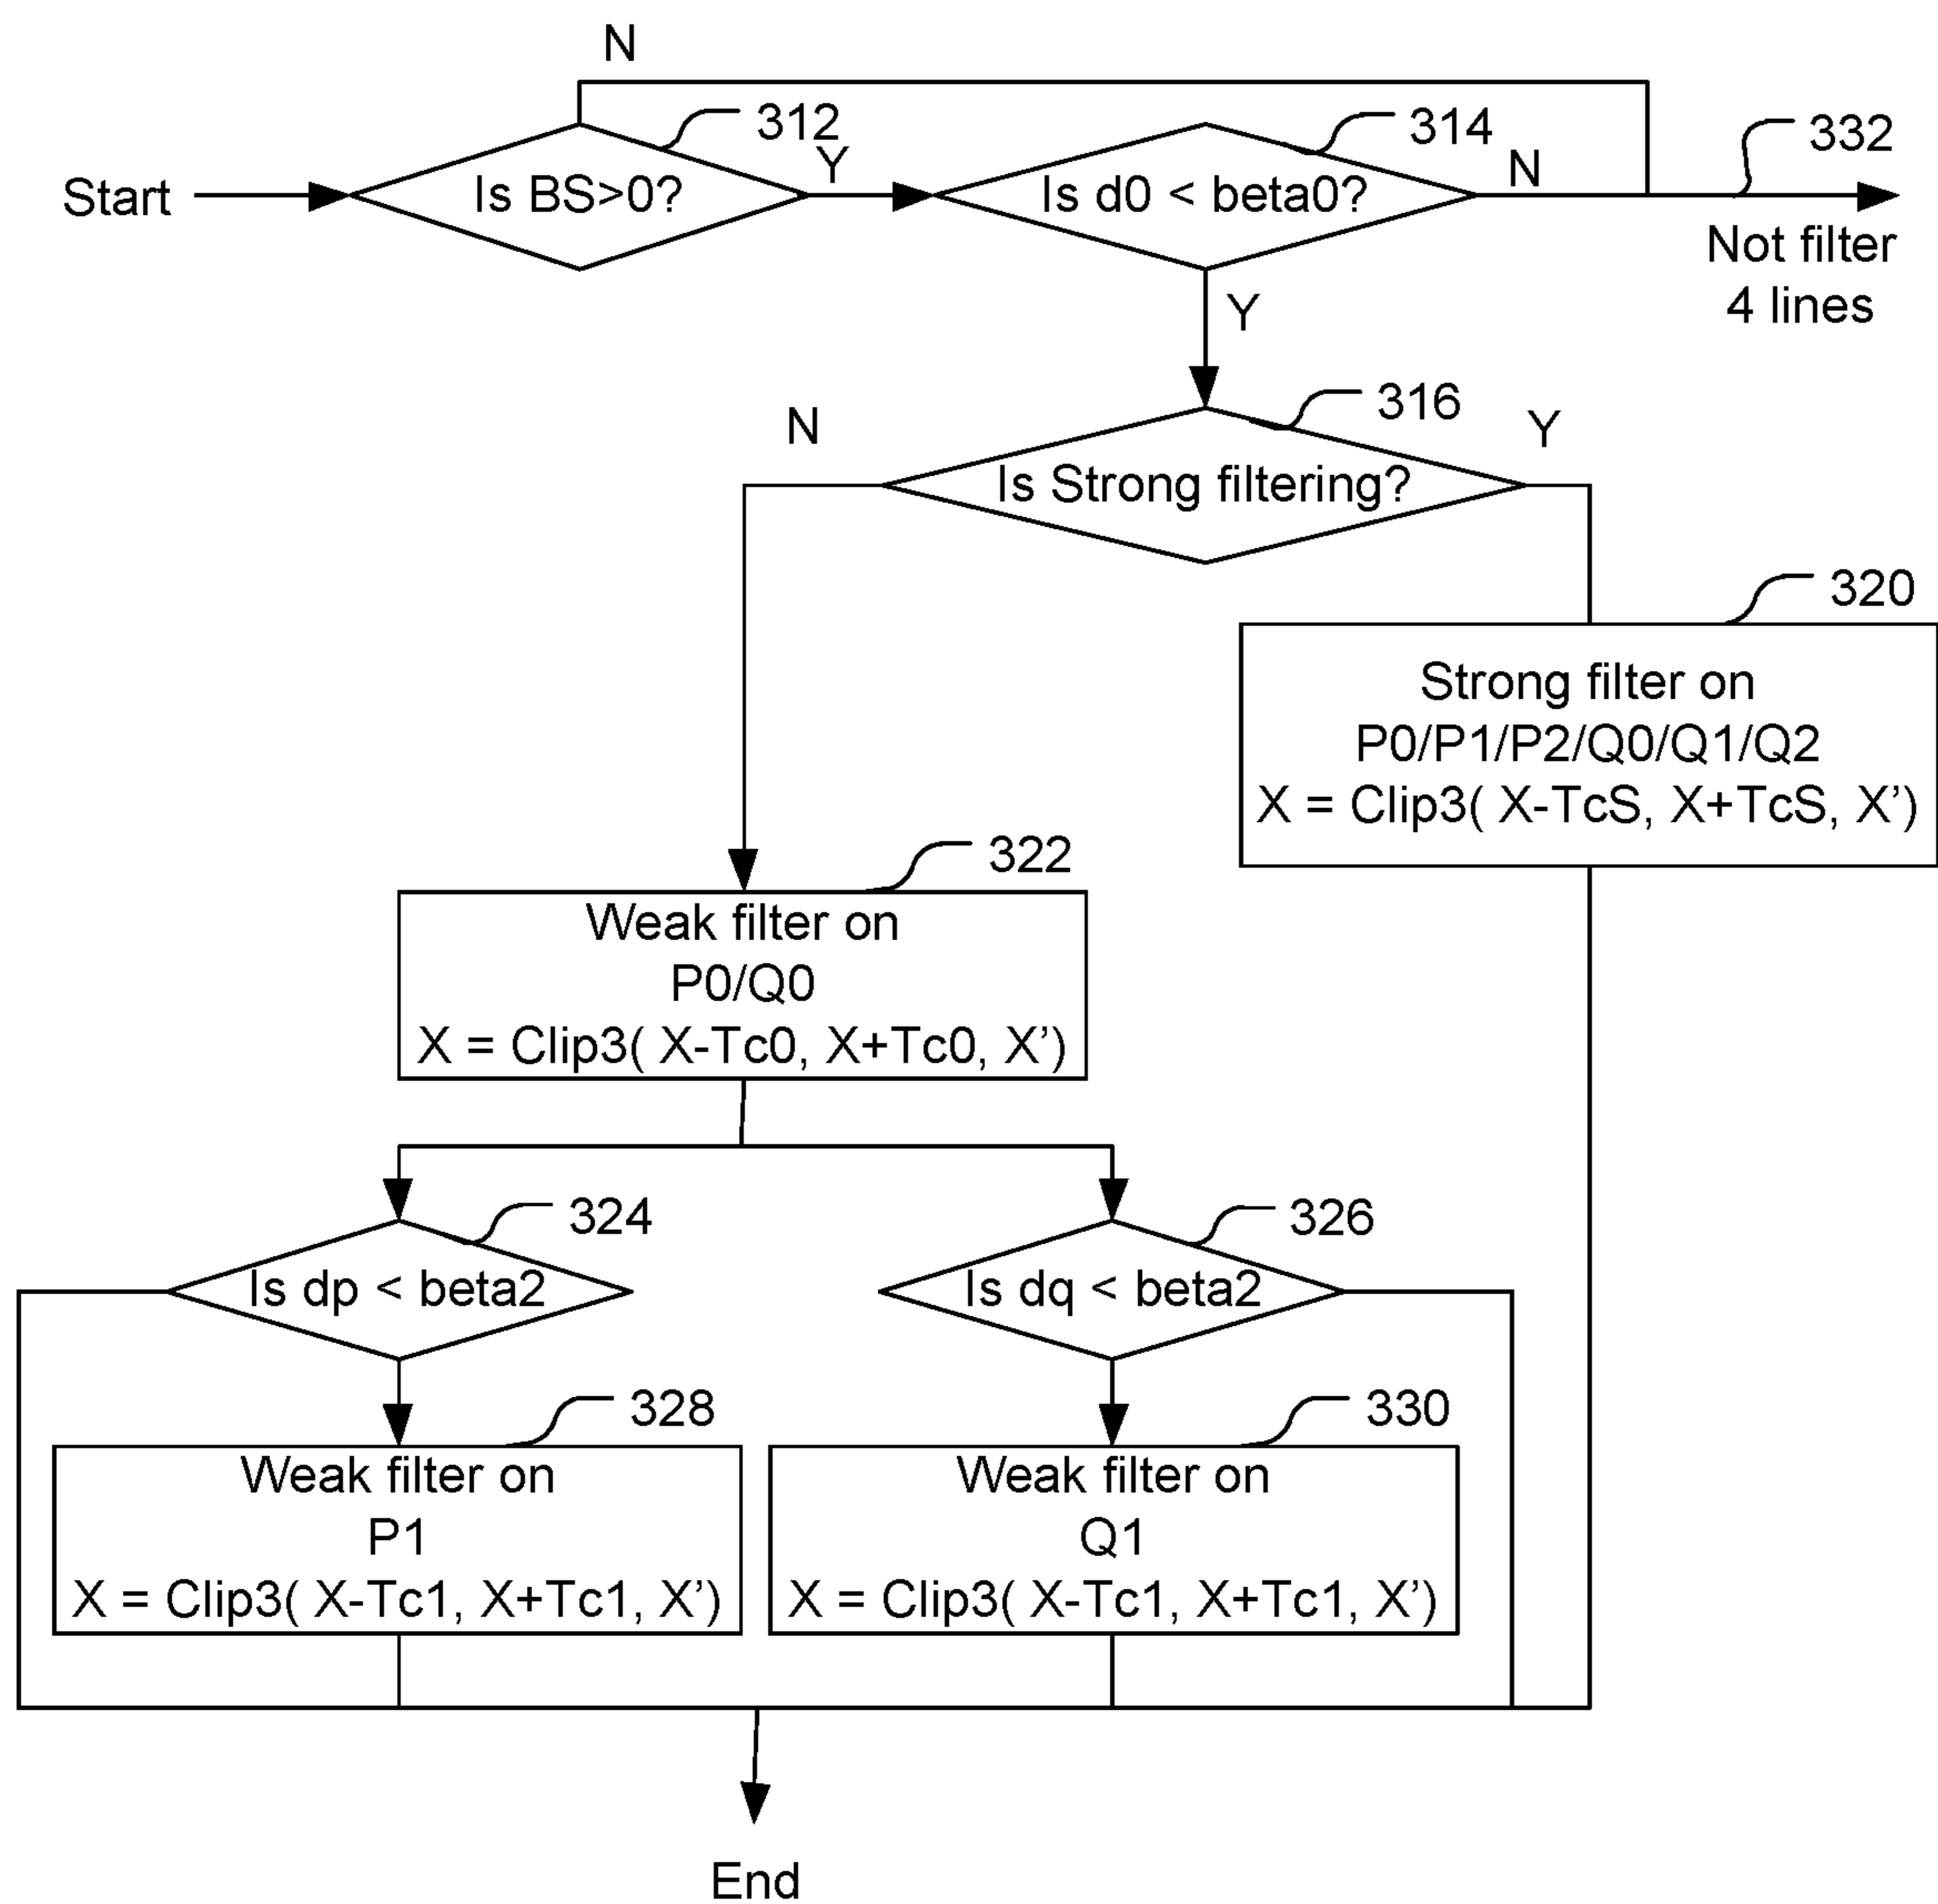 N
312
314
332
Y
N
Start
Is BS>0?
Is d0 < beta0?
Not filter
4 lines
Y
316
N
Y
Is Strong filtering?
320
Strong filter on
P0/P1/P2/Q0/Q1/Q2
X = Clip3( X-TcS, X+TcS, X’)
322
Weak filter on
P0/Q0
X = Clip3( X-Tc0, X+Tc0, X’)
324
326
Is dp < beta2
Is dq < beta2
328
330
Weak filter on
P1
X = Clip3( X-Tc1, X+Tc1, X’)
Weak filter on
Q1
X = Clip3( X-Tc1, X+Tc1, X’)
End